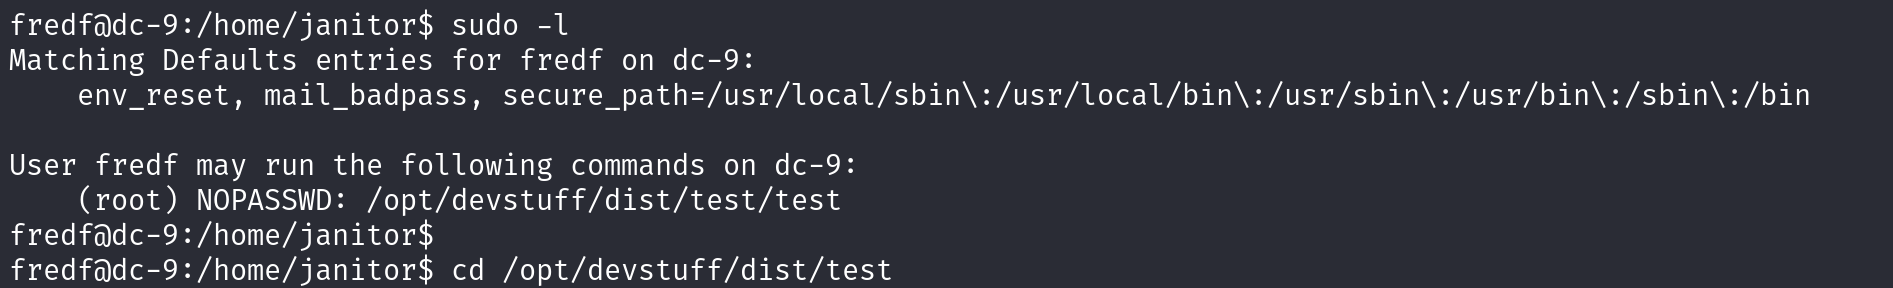 fredf@dc-9:/home/janitor$ sudo -l
Matching Defaults entries for fredf on dc-9:
    env_reset, mail_badpass, secure_path=/usr/local/sbin\:/usr/local/bin\:/usr/sbin\:/usr/bin\:/sbin\:/bin

User fredf may run the following commands on dc-9:
    (root) NOPASSWD: /opt/devstuff/dist/test/test
fredf@dc-9:/home/janitor$
fredf@dc-9:/home/janitor$ cd /opt/devstuff/dist/test